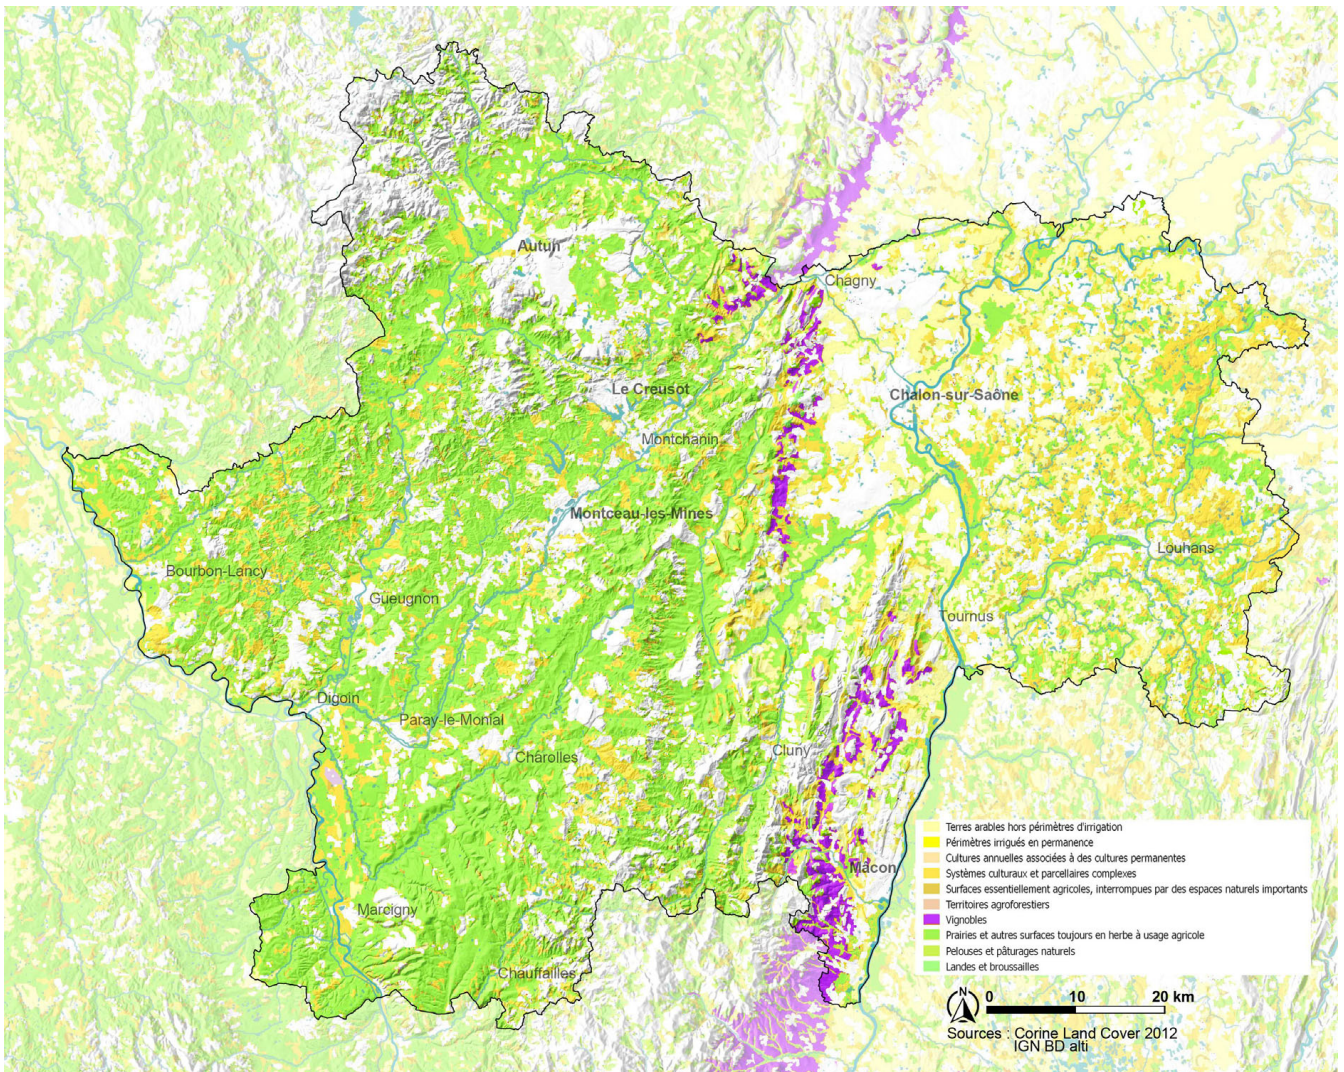 Autun
Chagny
Le Creusot
Chalon-sur-Saône
Montchanin
Montceau-les-Mines
Louhans
Bourbon-Lancy
Gueugnon
Tournus
Digoin
Paray-le-Monial
Charolles
Cluny
Mâcon
Marcigny
Chauffailles
Terres arables hors périmètres d'irrigation
Périmètres irrigués en permanence
Cultures annuelles associées à des cultures permanentes
Systèmes culturaux et parcellaires complexes
Surfaces essentiellement agricoles, interrompues par des espaces naturels importants
Territoires agroforestiers
Vignobles
Prairies et autres surfaces toujours en herbe à usage agricole
Pelouses et pâturages naturels
Landes et broussailles
N
0 10 20 km
Sources : Corine Land Cover 2012
IGN BD alti